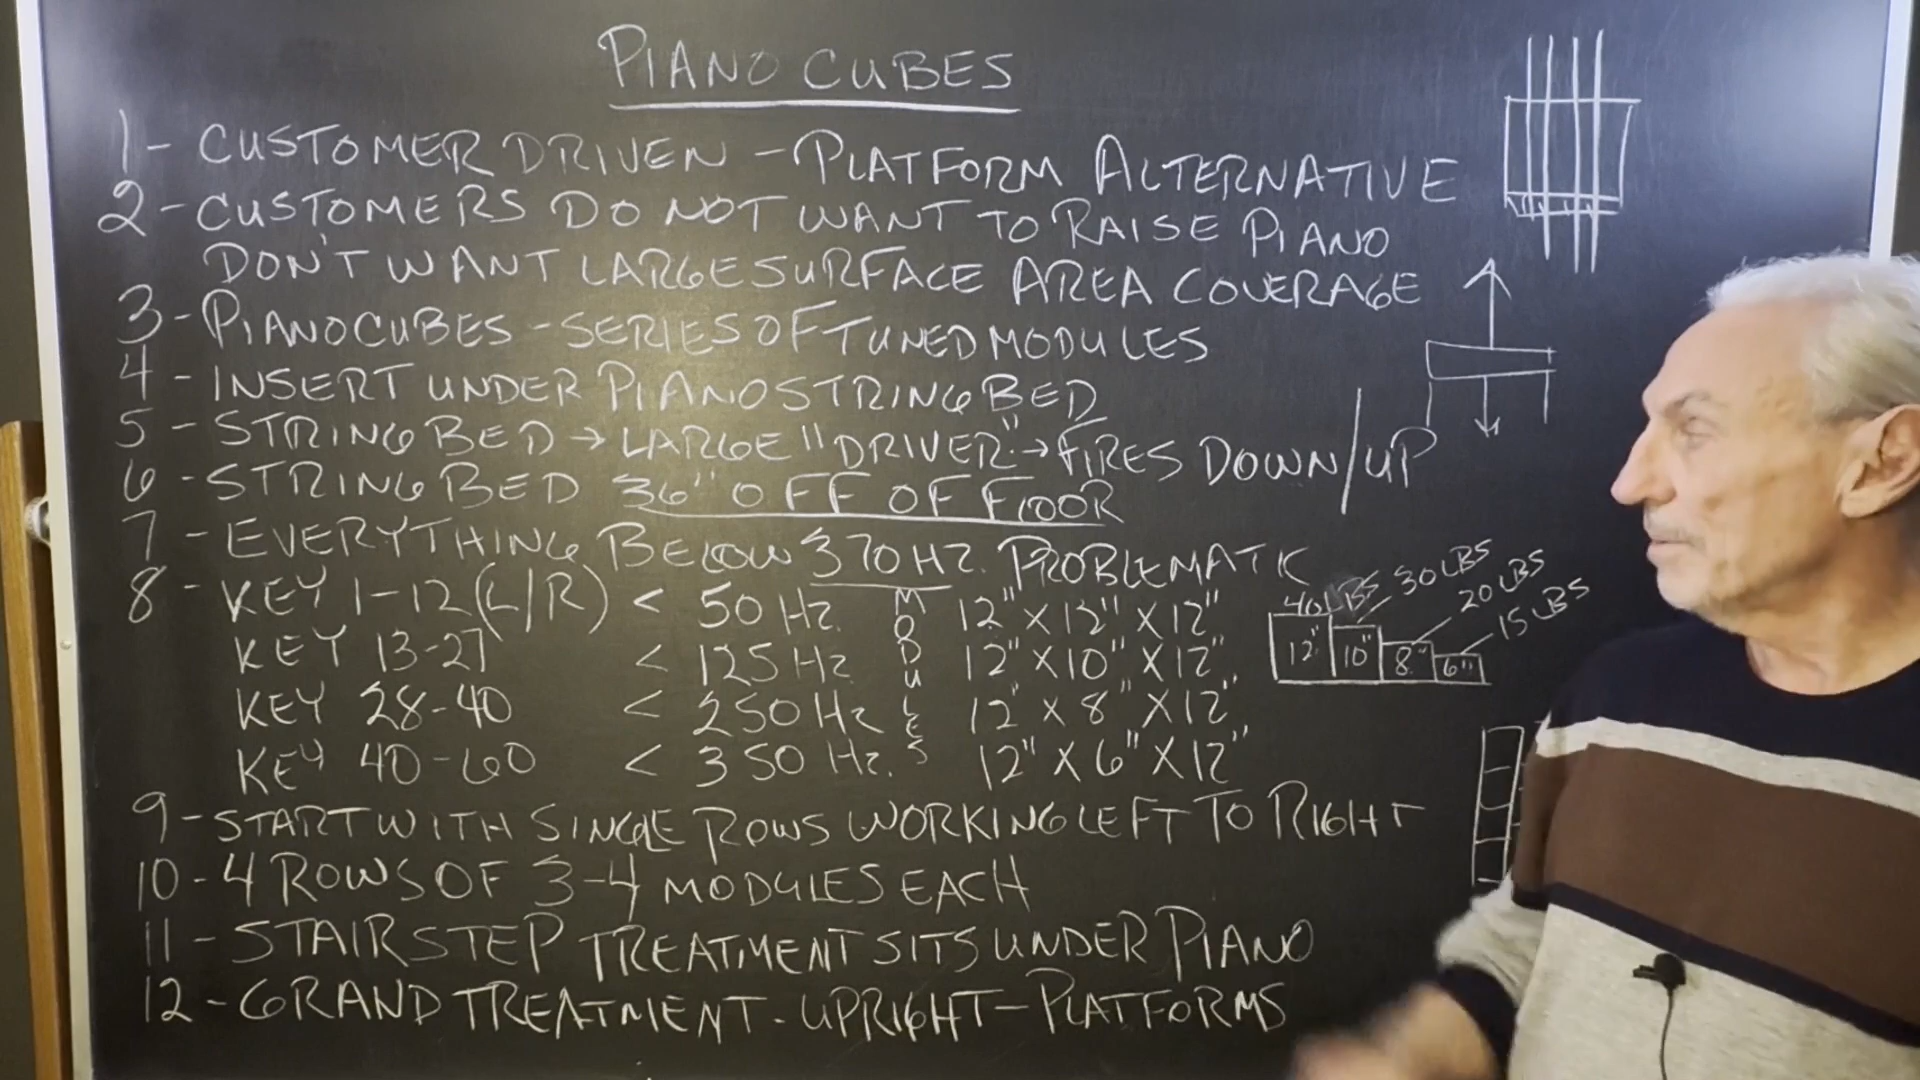 PIANO CUBES
1- CUSTOMER DRIVEN - PLATFORM ALTERNATIVE
2- CUSTOMERS DO NOT WANT TO RAISE PIANO
DON'T WANT LARGE SURFACE AREA COVERAGE
3- PIANO CUBES - SERIES OF TUNED MODULES
4- INSERT UNDER PIANO STRING BED
5- STRING BED → LARGE "DRIVER" → FIRES DOWN/UP
6- STRING BED 36" OFF OF FLOOR
7- EVERYTHING BELOW 370 HZ. PROBLEMATIC
8- KEY 1-12 (L/R) < 50 HZ. 12" X 12" X 12"
KEY 13-27 < 125 HZ 12" X 10" X 12"
KEY 28-40 < 250 HZ 12" X 8" X 12"
KEY 40-60 < 350 HZ. 12" X 6" X 12"
MODULES
40 LBS 30 LBS 20 LBS 15 LBS
12" 10" 8" 6"
9- START WITH SINGLE ROWS WORKING LEFT TO RIGHT
10- 4 ROWS OF 3-4 MODULES EACH
11- STAIR STEP TREATMENT SITS UNDER PIANO
12- GRAND TREATMENT. UPRIGHT - PLATFORMS